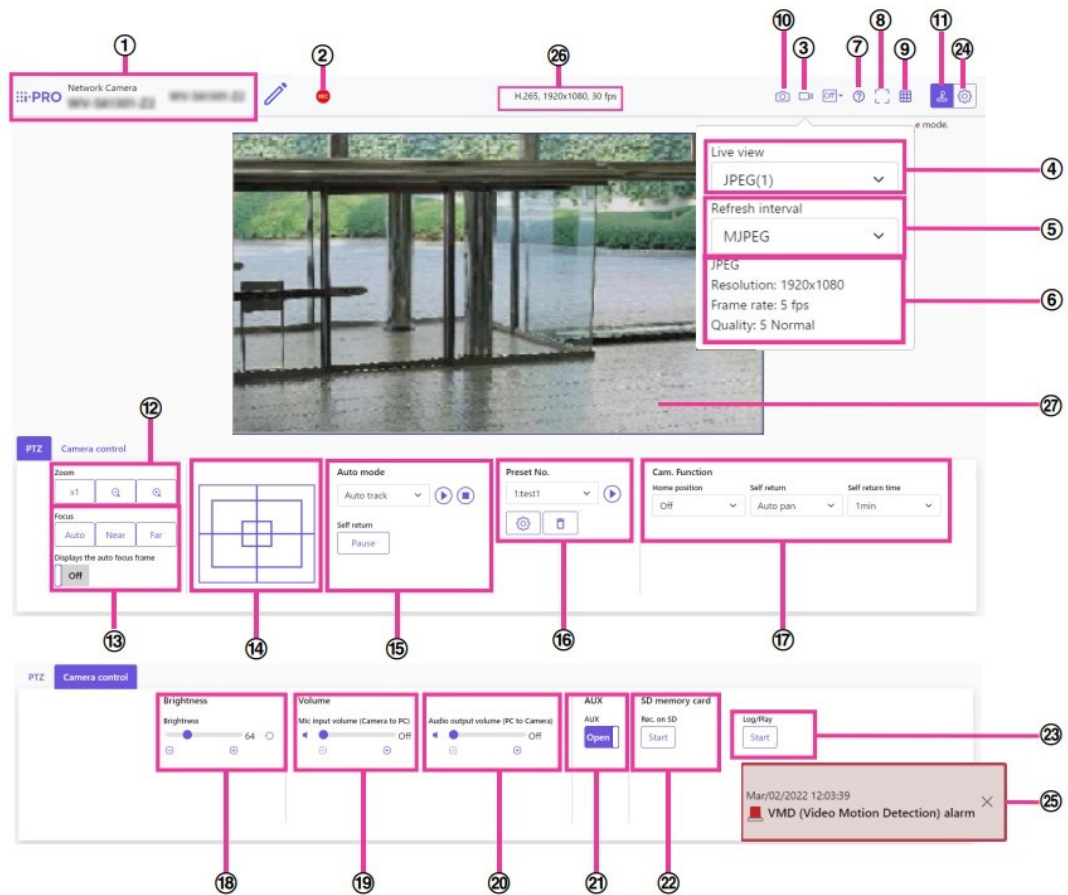 ① ② ㉖ ⑩ ③ ⑦ ⑧ ⑨ ⑪ ㉔
i-PRO Network Camera
REC
H.265, 1920x1080, 30 fps
Off
e mode.
Live view
JPEG(1)
④
Refresh interval
MJPEG
⑤
JPEG
Resolution: 1920x1080
Frame rate: 5 fps
Quality: 5 Normal
⑥
㉗
⑫
PTZ Camera control
Zoom
x1
Focus
Auto Near Far
Displays the auto focus frame
Off
Auto mode
Auto track
Self return
Pause
Preset No.
1:test1
Cam. Function
Home position Self return Self return time
Off Auto pan 1min
⑬ ⑭ ⑮ ⑯ ⑰
PTZ Camera control
Brightness
Brightness
64
Volume
Mic input volume (Camera to PC)
Off
Audio output volume (PC to Camera)
Off
AUX
AUX
Open
SD memory card
Rec. on SD
Start
Log/Play
Start
㉓
Mar/02/2022 12:03:39
VMD (Video Motion Detection) alarm
㉕
⑱ ⑲ ⑳ ㉑ ㉒